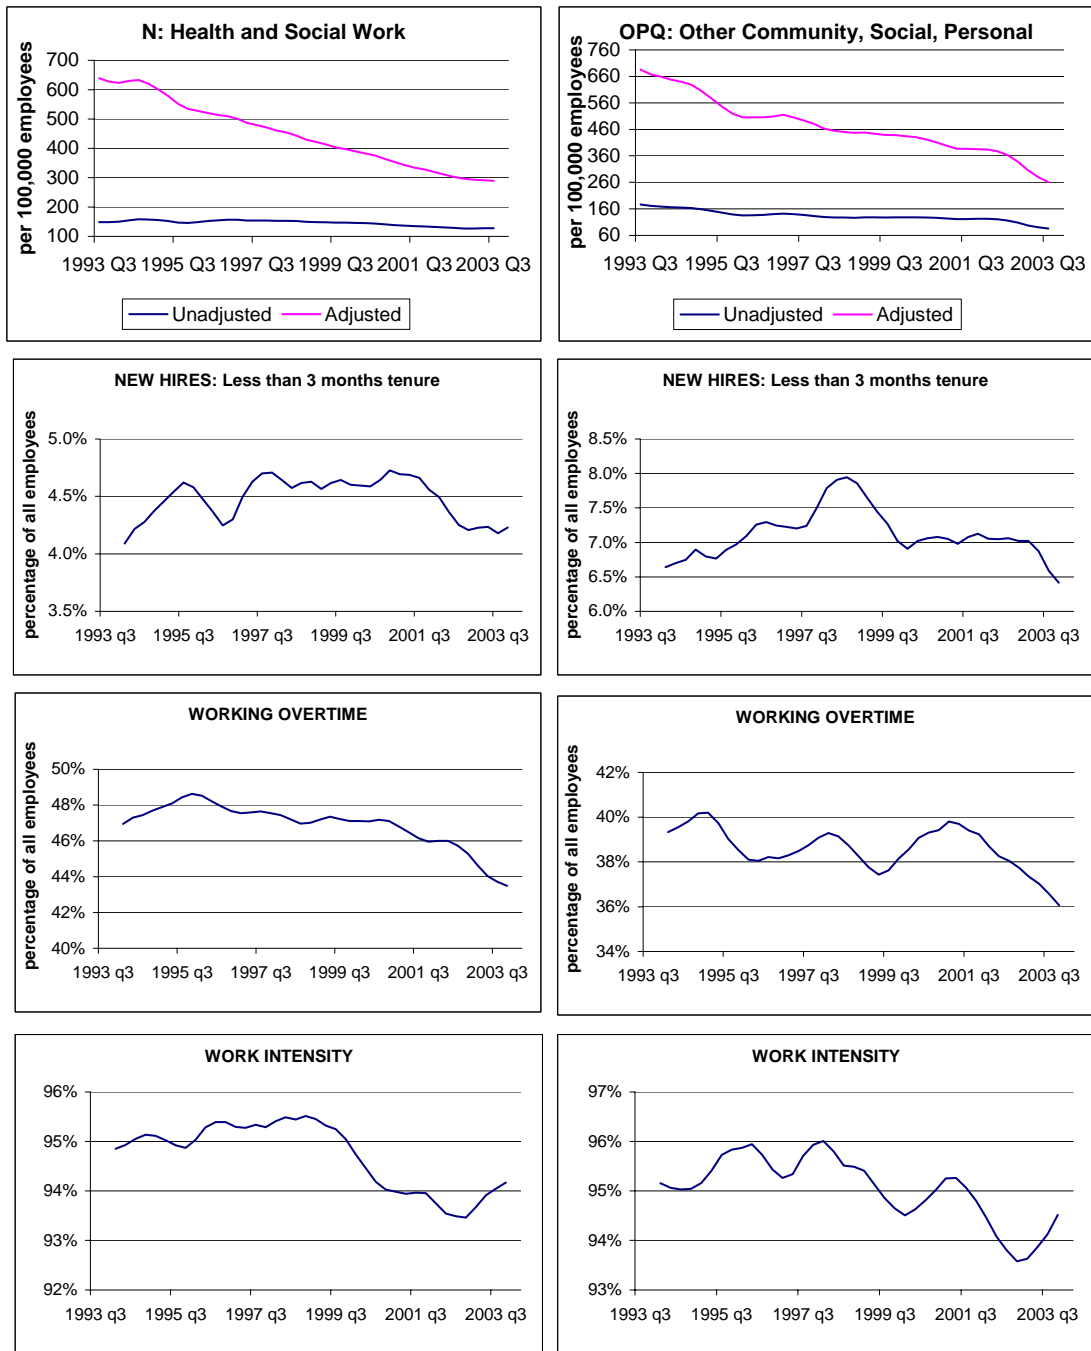 N: Health and Social Work
per 100,000 employees
700
600
500
400
300
200
100
1993 Q3 1995 Q3 1997 Q3 1999 Q3 2001 Q3 2003 Q3
Unadjusted Adjusted
OPQ: Other Community, Social, Personal
per 100,000 employees
760
660
560
460
360
260
160
60
1993 Q3 1995 Q3 1997 Q3 1999 Q3 2001 Q3 2003 Q3
Unadjusted Adjusted
NEW HIRES: Less than 3 months tenure
percentage of all employees
5.0%
4.5%
4.0%
3.5%
1993 q3 1995 q3 1997 q3 1999 q3 2001 q3 2003 q3
NEW HIRES: Less than 3 months tenure
percentage of all employees
8.5%
8.0%
7.5%
7.0%
6.5%
6.0%
1993 q3 1995 q3 1997 q3 1999 q3 2001 q3 2003 q3
WORKING OVERTIME
percentage of all employees
50%
48%
46%
44%
42%
40%
1993 q3 1995 q3 1997 q3 1999 q3 2001 q3 2003 q3
WORKING OVERTIME
percentage of all employees
42%
40%
38%
36%
34%
1993 q3 1995 q3 1997 q3 1999 q3 2001 q3 2003 q3
WORK INTENSITY
96%
95%
94%
93%
92%
1993 q3 1995 q3 1997 q3 1999 q3 2001 q3 2003 q3
WORK INTENSITY
97%
96%
95%
94%
93%
1993 q3 1995 q3 1997 q3 1999 q3 2001 q3 2003 q3